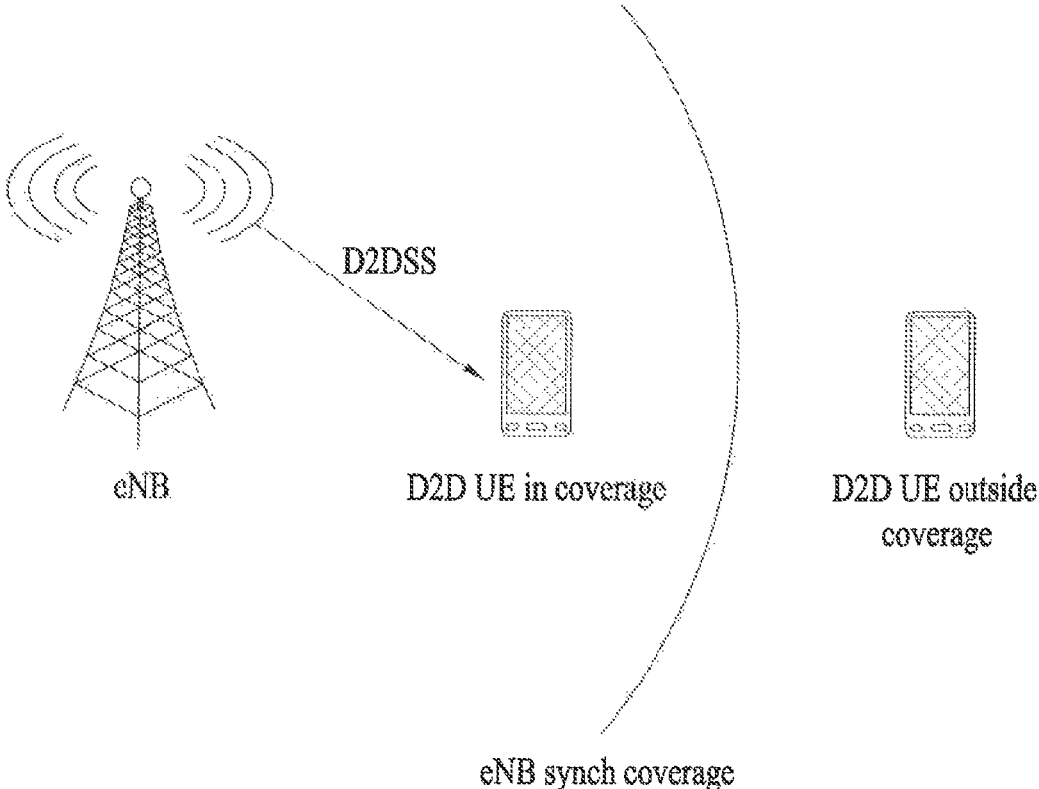 D2DSS
eNB
D2D UE in coverage
D2D UE outside
coverage
eNB synch coverage